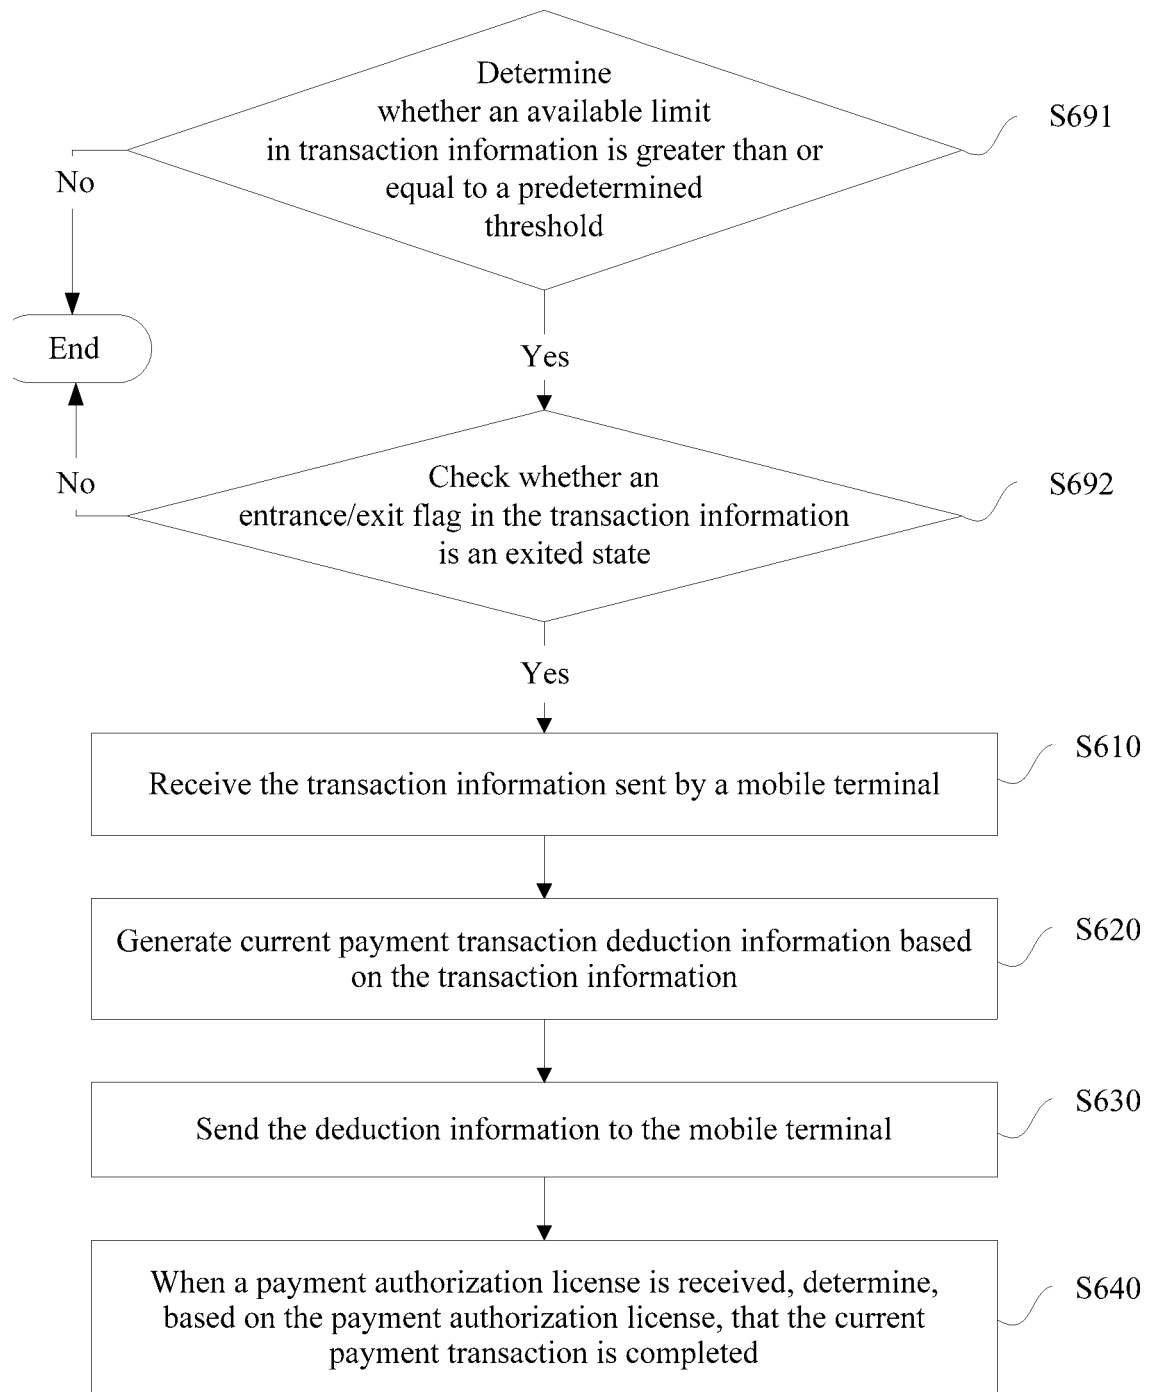 Determine
whether an available limit
in transaction information is greater than or
equal to a predetermined
threshold
S691
No
End
Yes
No
Check whether an
entrance/exit flag in the transaction information
is an exited state
S692
Yes
Receive the transaction information sent by a mobile terminal
S610
Generate current payment transaction deduction information based
on the transaction information
S620
Send the deduction information to the mobile terminal
S630
When a payment authorization license is received, determine,
based on the payment authorization license, that the current
payment transaction is completed
S640